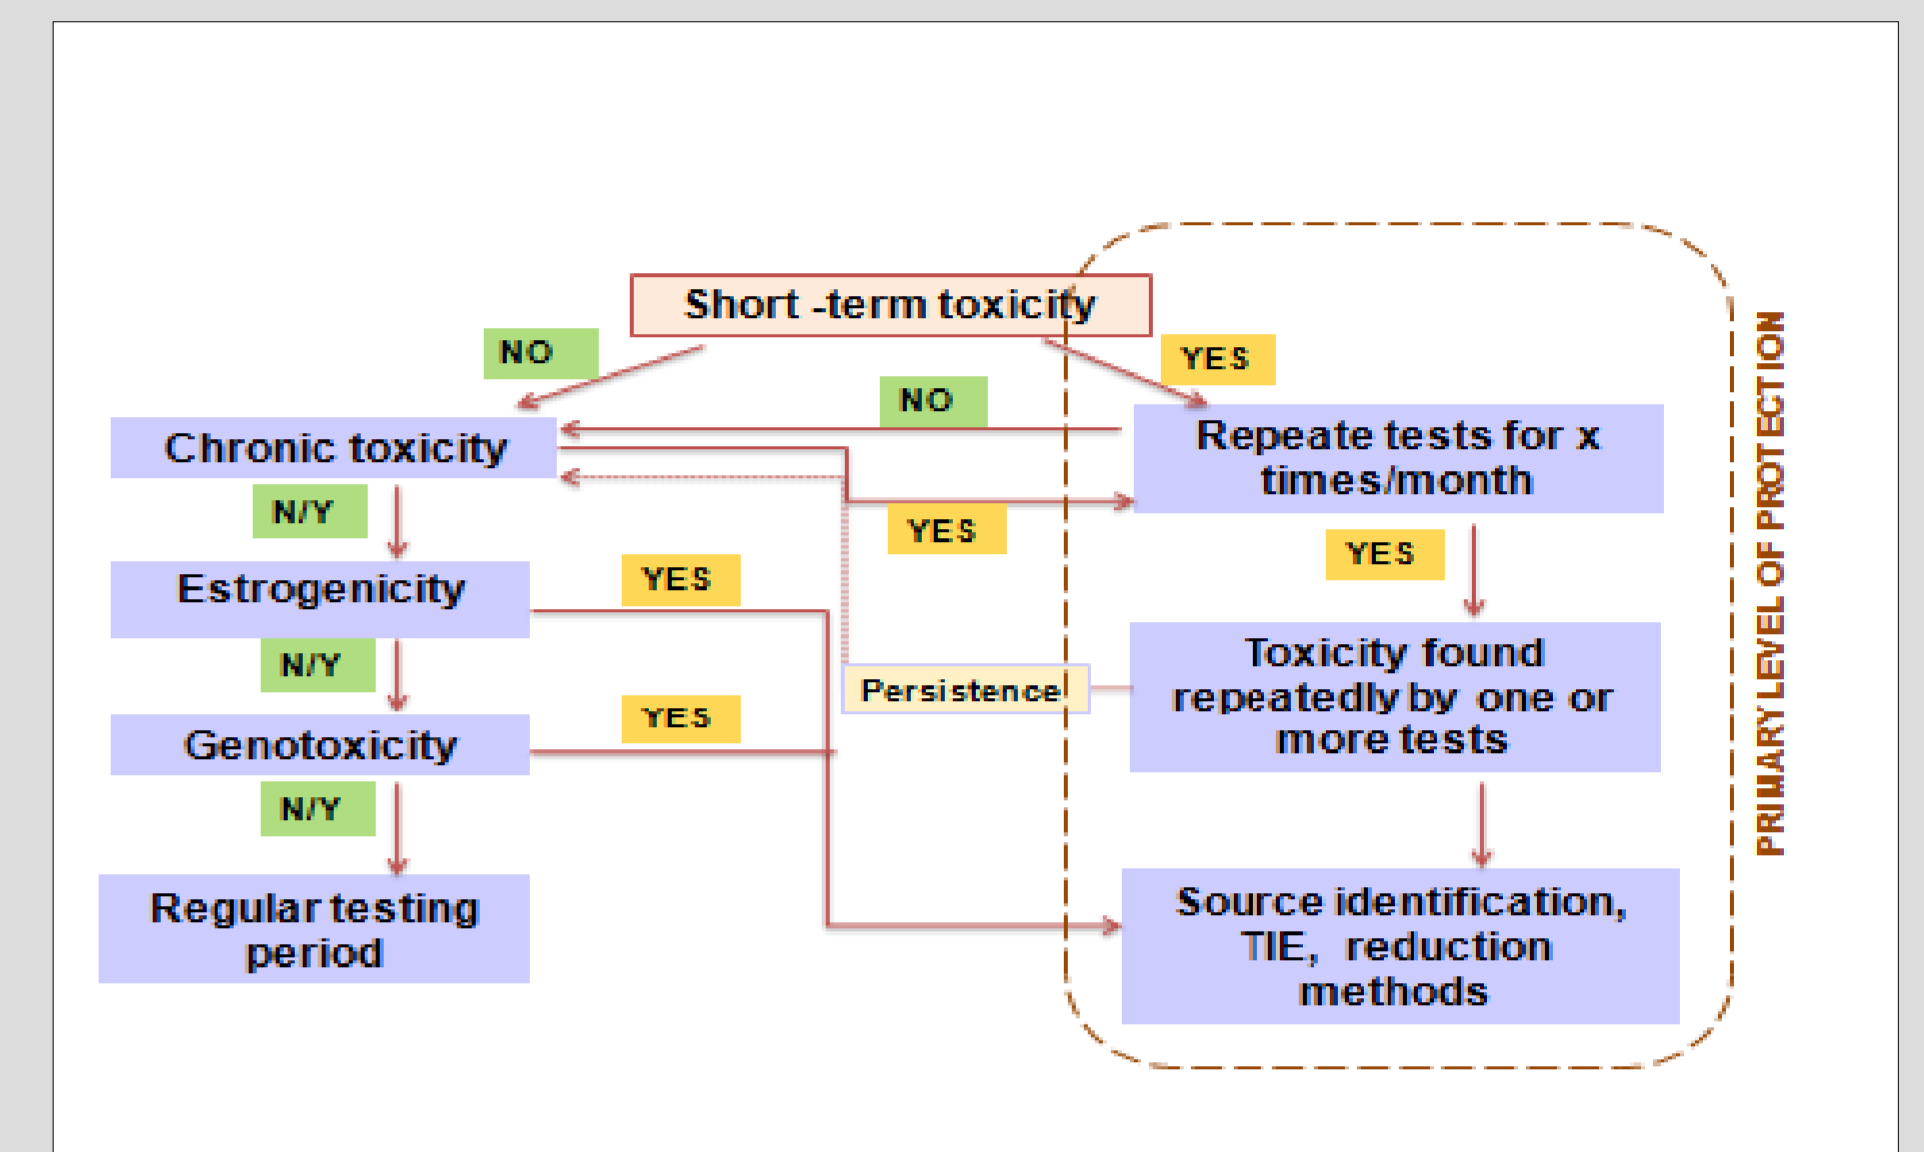 Short -term toxicity
NO
YES
NO
Chronic toxicity
Repeate tests for x
times/month
N/Y
YES
YES
Estrogenicity
YES
N/Y
Persistence
Toxicity found
repeatedly by one or
more tests
YES
Genotoxicity
N/Y
Regular testing
period
Source identification,
TIE, reduction
methods
PRIMARY LEVEL OF PROTECTION